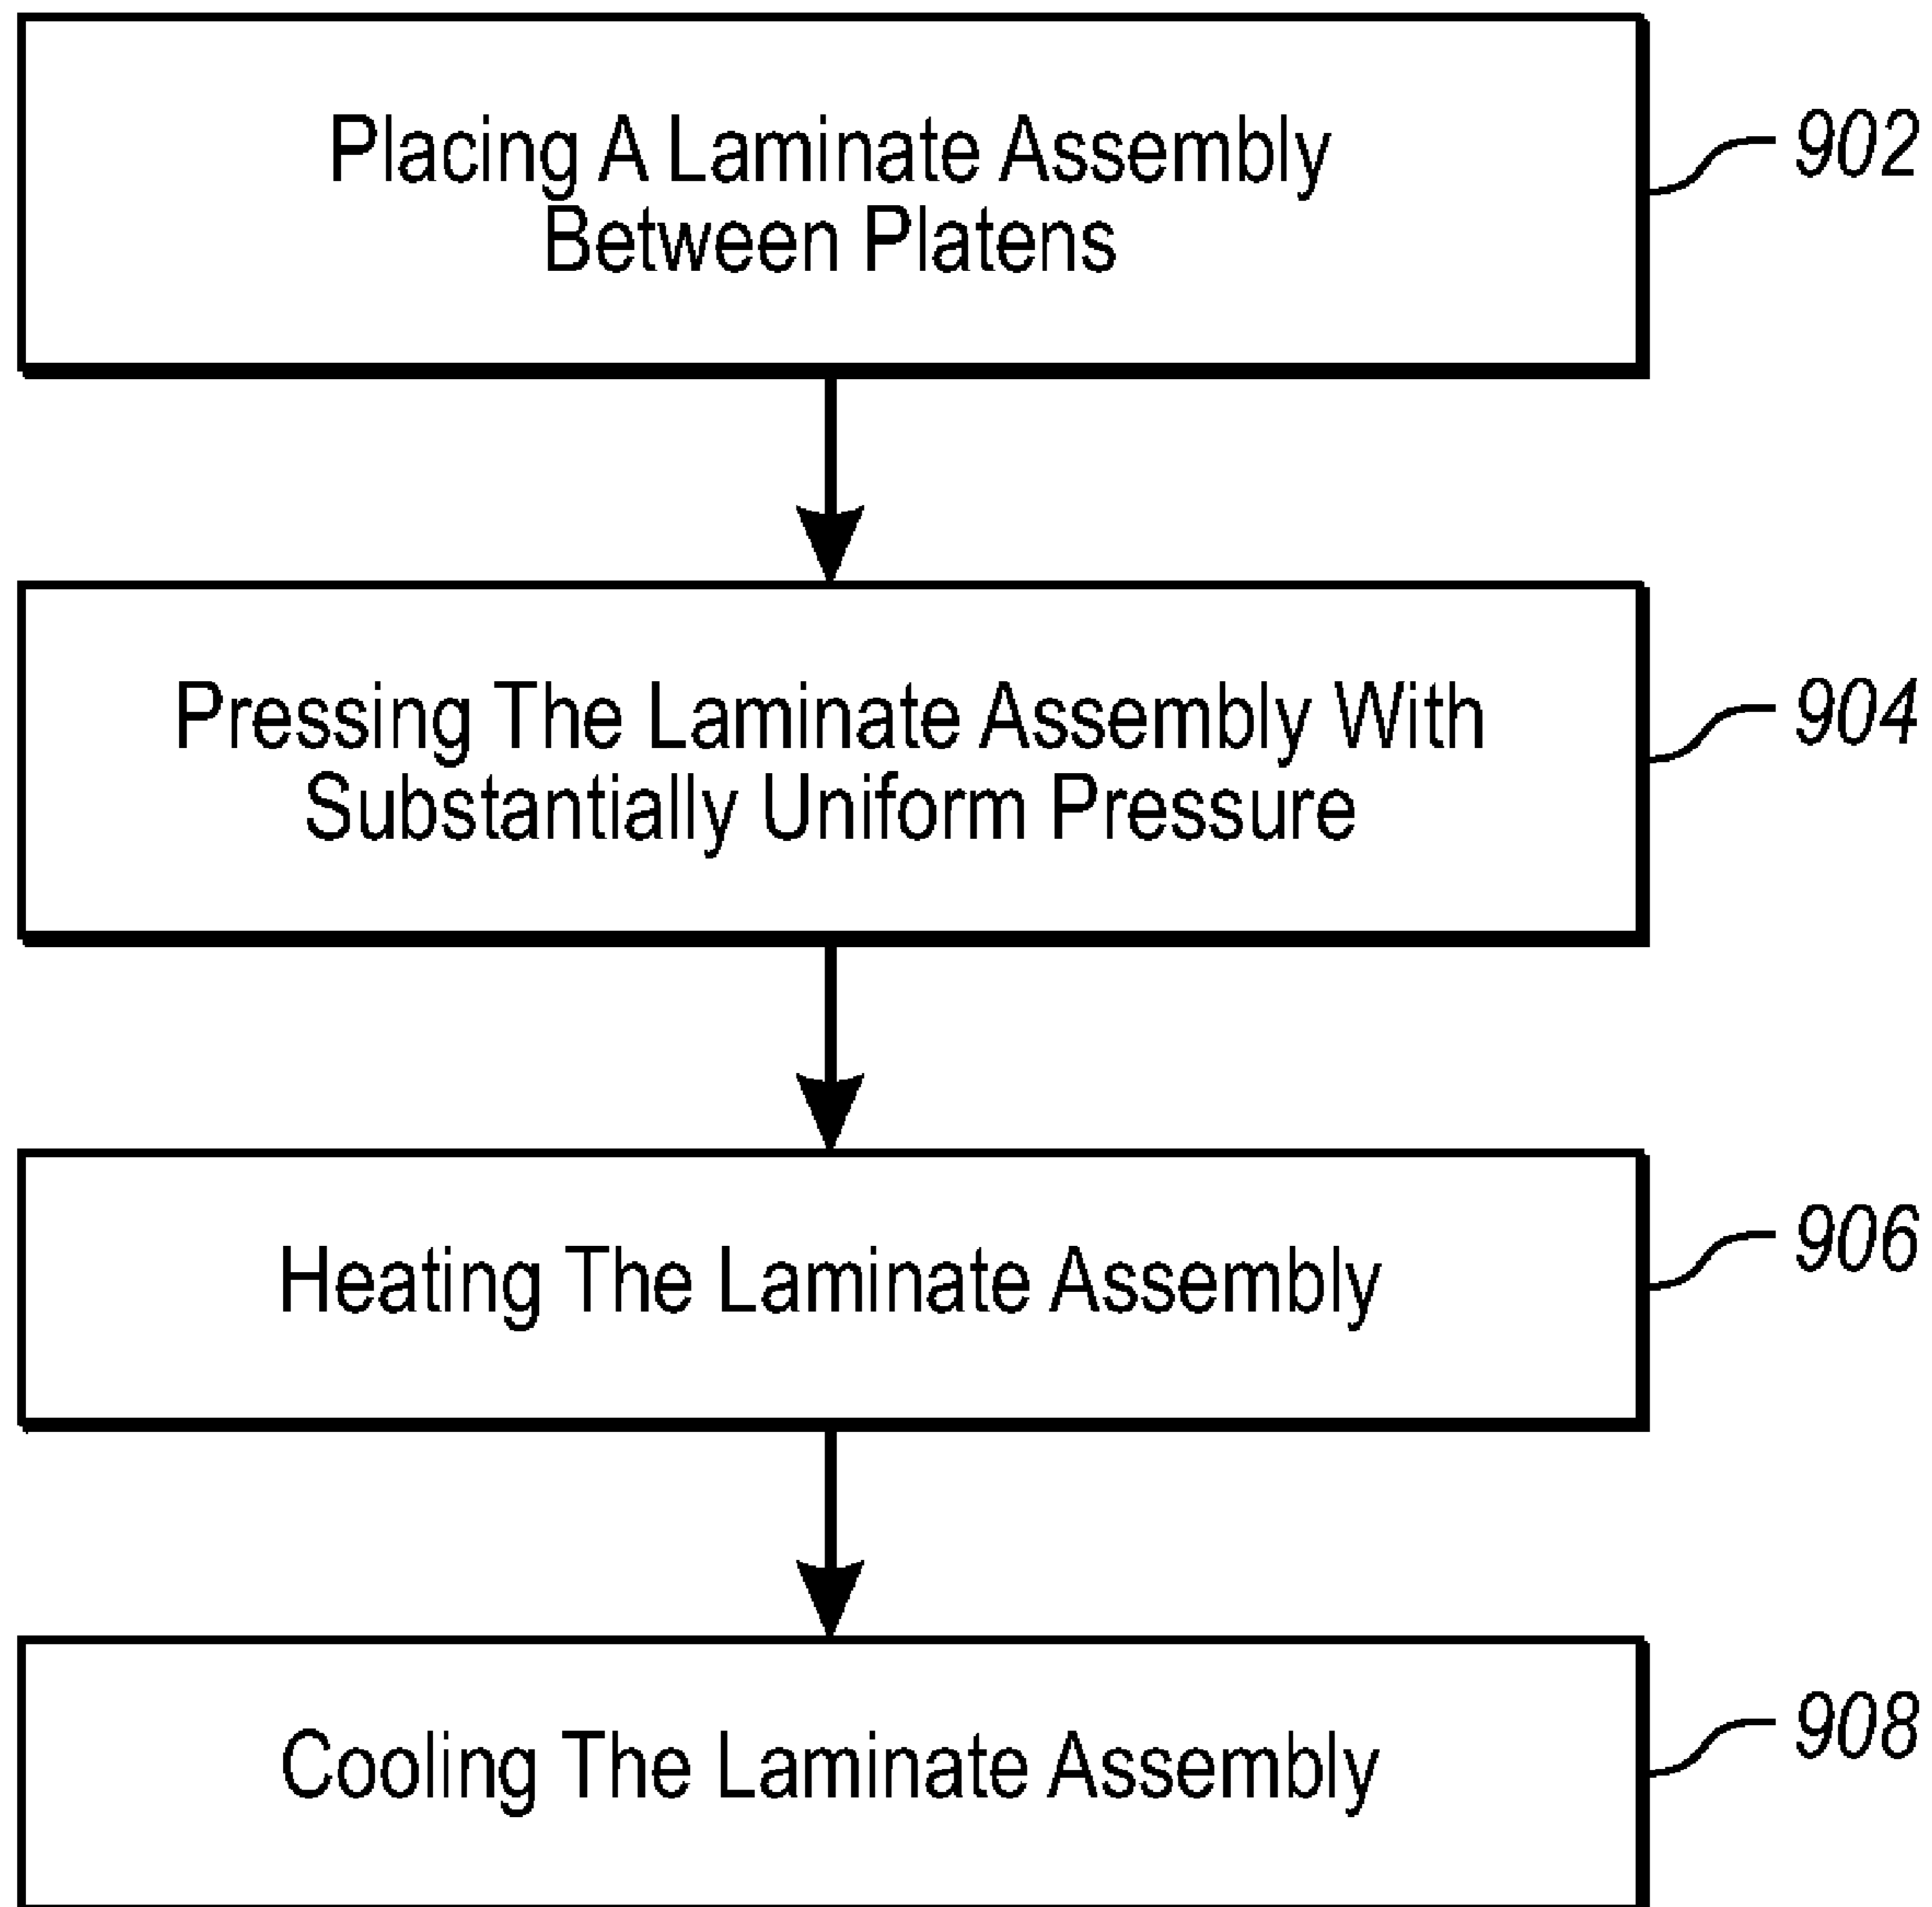 Placing A Laminate Assembly
Between Platens
902
Pressing The Laminate Assembly With
Substantially Uniform Pressure
904
Heating The Laminate Assembly
906
Cooling The Laminate Assembly
908